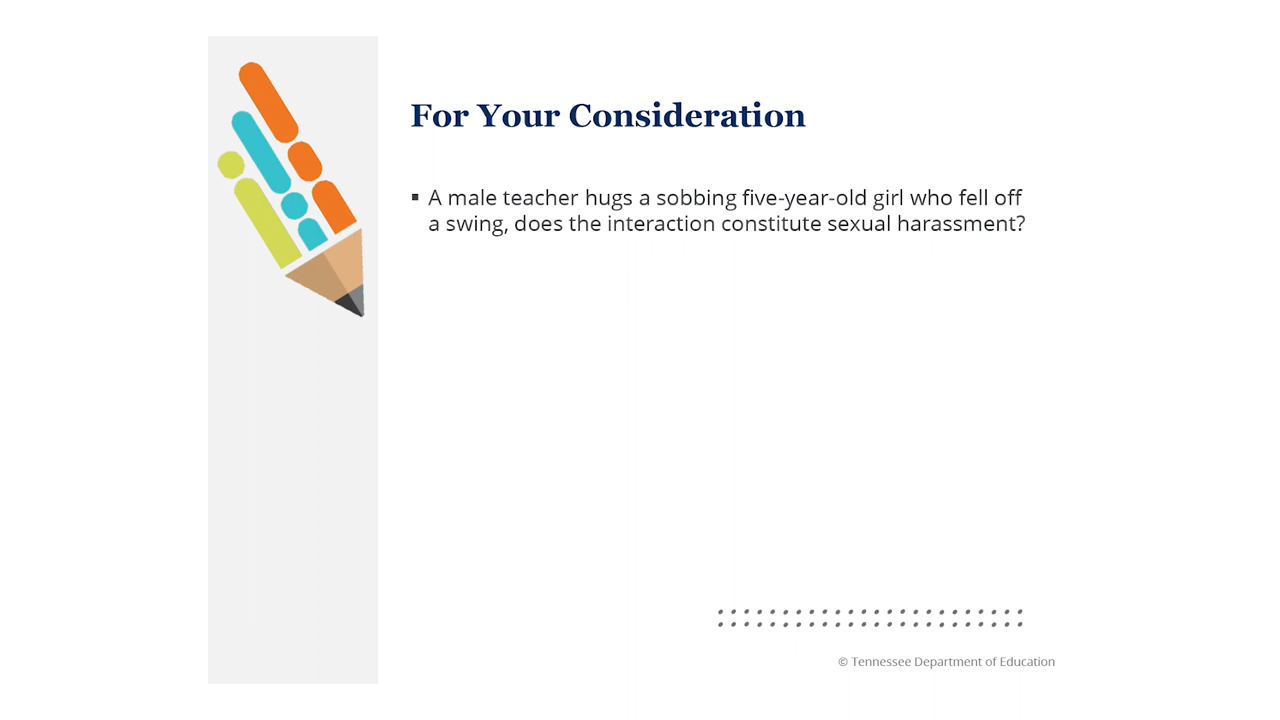 For Your Consideration
▪ A male teacher hugs a sobbing five-year-old girl who fell off
a swing, does the interaction constitute sexual harassment?
© Tennessee Department of Education